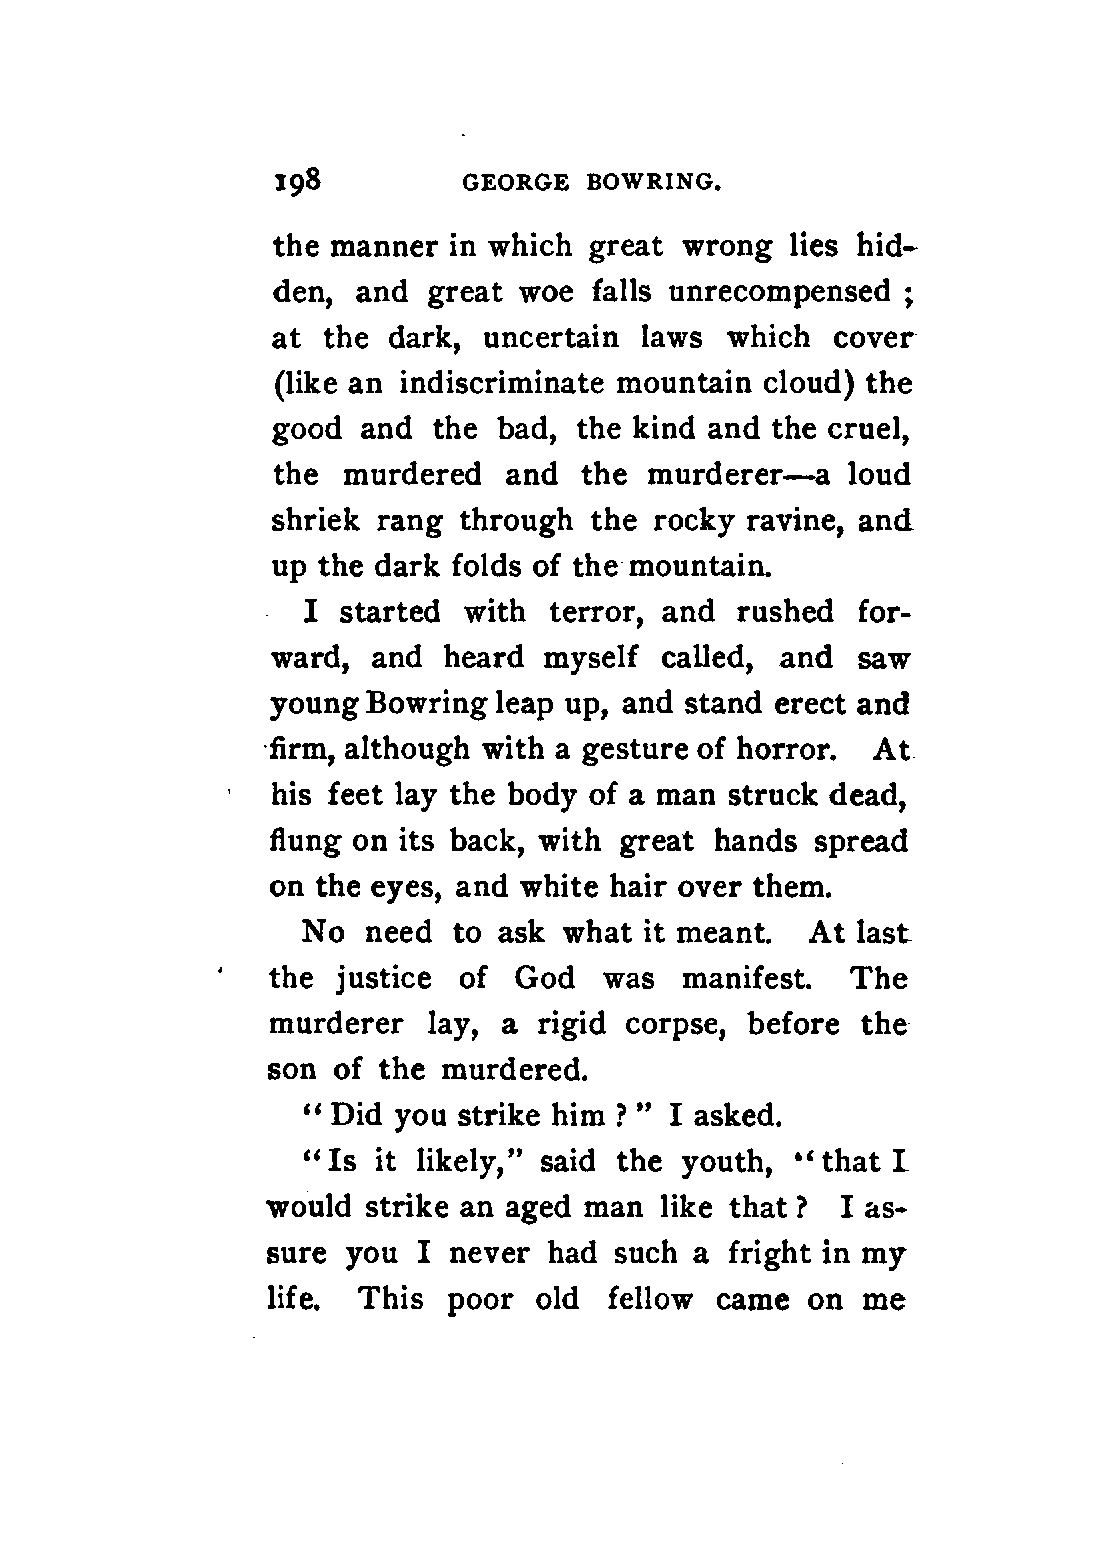 198 GEORGE BOWRING.
the manner in which great wrong lies hid-
den, and great woe falls unrecompensed ;
at the dark, uncertain laws which cover
(like an indiscriminate mountain cloud) the
good and the bad, the kind and the cruel,
the murdered and the murderer—a loud
shriek rang through the rocky ravine, and
up the dark folds of the mountain.
I started with terror, and rushed for-
ward, and heard myself called, and saw
young Bowring leap up, and stand erect and
firm, although with a gesture of horror. At
his feet lay the body of a man struck dead,
flung on its back, with great hands spread
on the eyes, and white hair over them.
No need to ask what it meant. At last
the justice of God was manifest. The
murderer lay, a rigid corpse, before the
son of the murdered.
“ Did you strike him ? ” I asked.
“Is it likely,” said the youth, “that I
would strike an aged man like that ? I as-
sure you I never had such a fright in my
life. This poor old fellow came on me